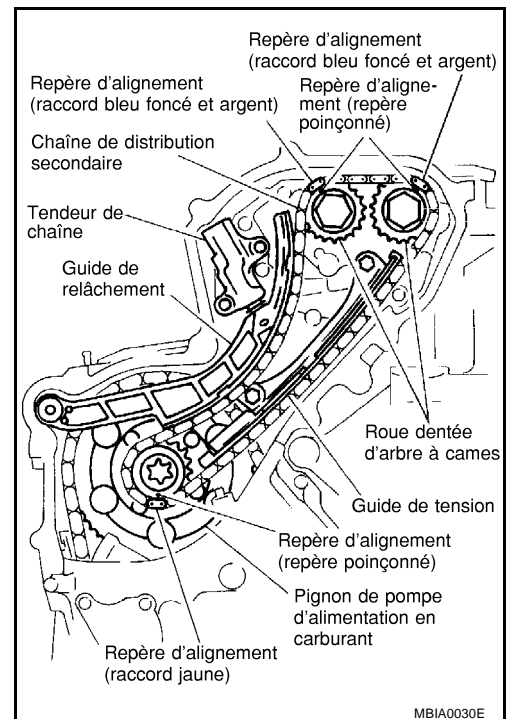 Repère d'alignement
(raccord bleu foncé et argent)
Repère d'alignement
(raccord bleu foncé et argent)
Repère d'aligne-
ment (repère
poinçonné)
Chaîne de distribution
secondaire
Tendeur de
chaîne
Guide de
relâchement
Roue dentée
d'arbre à cames
Guide de tension
Repère d'alignement
(repère poinçonné)
Pignon de pompe
d'alimentation en
carburant
Repère d'alignement
(raccord jaune)
MBIA0030E